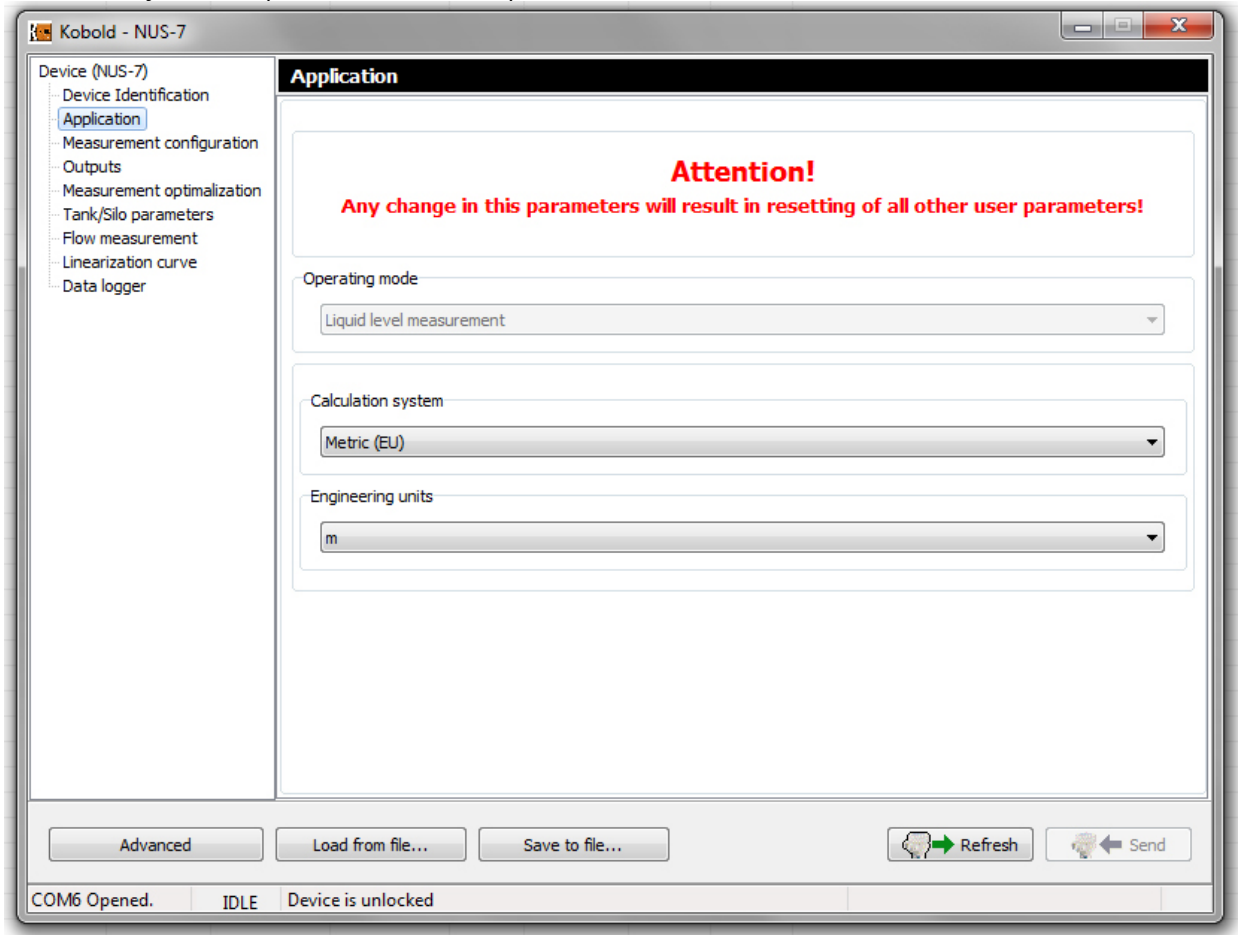 Kobold - NUS-7
Device (NUS-7)
Device Identification
Application
Measurement configuration
Outputs
Measurement optimalization
Tank/Silo parameters
Flow measurement
Linearization curve
Data logger
Application
Attention!
Any change in this parameters will result in resetting of all other user parameters!
Operating mode
Liquid level measurement
Calculation system
Metric (EU)
Engineering units
m
Advanced
Load from file...
Save to file...
Refresh
Send
COM6 Opened.
IDLE
Device is unlocked